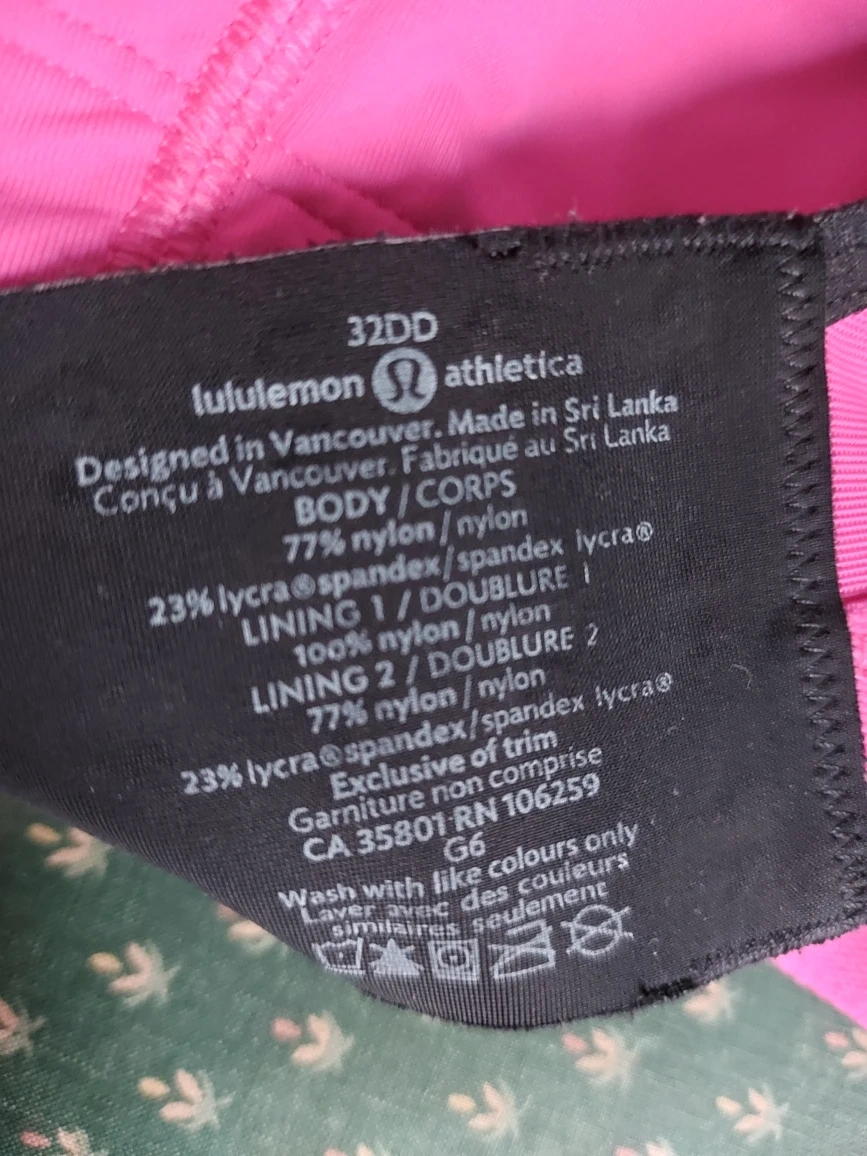 32DD
lululemon athletica
Designed in Vancouver. Made in Sri Lanka
Conçu à Vancouver. Fabriqué au Sri Lanka
BODY / CORPS
77% nylon / nylon
23% lycra® spandex / spandex lycra®
LINING 1 / DOUBLURE 1
100% nylon / nylon
LINING 2 / DOUBLURE 2
77% nylon / nylon
23% lycra® spandex / spandex lycra®
Exclusive of trim
Garniture non comprise
CA 35801 RN 106259
G6
Wash with like colours only
Laver avec des couleurs
similaires seulement